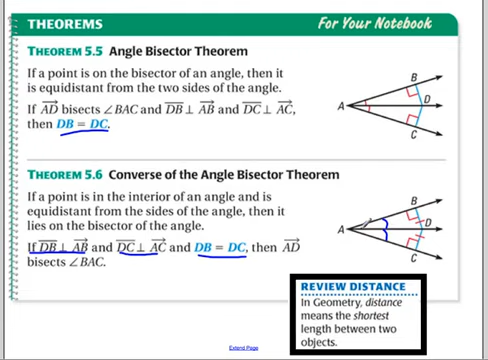 THEOREMS For Your Notebook
THEOREM 5.5 Angle Bisector Theorem
If a point is on the bisector of an angle, then it
is equidistant from the two sides of the angle.
If AD bisects ∠BAC and DB ⊥ AB and DC ⊥ AC,
then DB = DC.
B
A
D
C
THEOREM 5.6 Converse of the Angle Bisector Theorem
If a point is in the interior of an angle and is
equidistant from the sides of the angle, then it
lies on the bisector of the angle.
If DB ⊥ AB and DC ⊥ AC and DB = DC, then AD
bisects ∠BAC.
B
A
D
C
REVIEW DISTANCE
In Geometry, distance
means the shortest
length between two
objects.
Extend Page